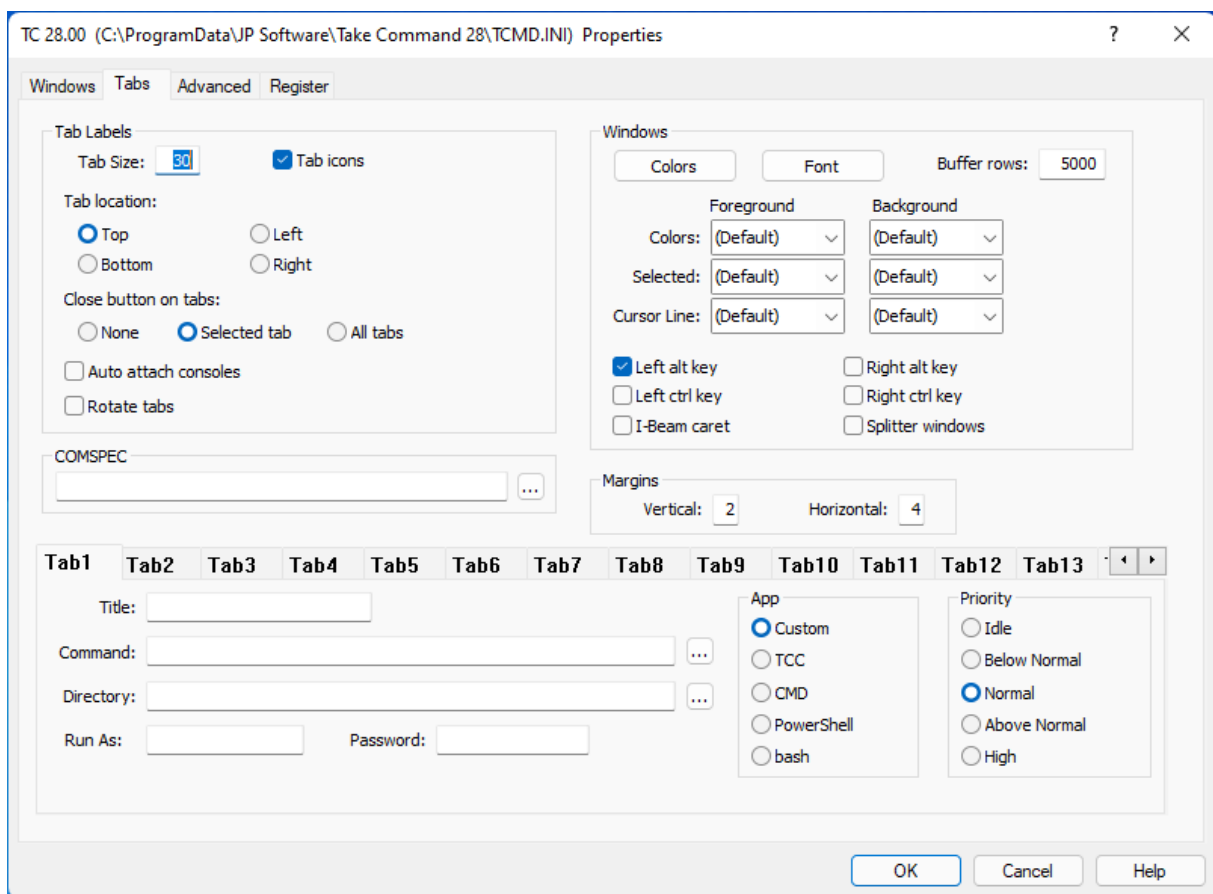 TC 28.00 (C:\ProgramData\JP Software\Take Command 28\TCMD.INI) Properties
?
Windows Tabs Advanced Register
Tab Labels
Tab Size: 30 Tab icons
Tab location:
Top Left
Bottom Right
Close button on tabs:
None Selected tab All tabs
Auto attach consoles
Rotate tabs
COMSPEC
...
Windows
Colors Font Buffer rows: 5000
Foreground Background
Colors: (Default) (Default)
Selected: (Default) (Default)
Cursor Line: (Default) (Default)
Left alt key Right alt key
Left ctrl key Right ctrl key
I-Beam caret Splitter windows
Margins
Vertical: 2 Horizontal: 4
Tab1 Tab2 Tab3 Tab4 Tab5 Tab6 Tab7 Tab8 Tab9 Tab10 Tab11 Tab12 Tab13
Title:
Command: ...
Directory: ...
Run As: Password:
App
Custom
TCC
CMD
PowerShell
bash
Priority
Idle
Below Normal
Normal
Above Normal
High
OK Cancel Help